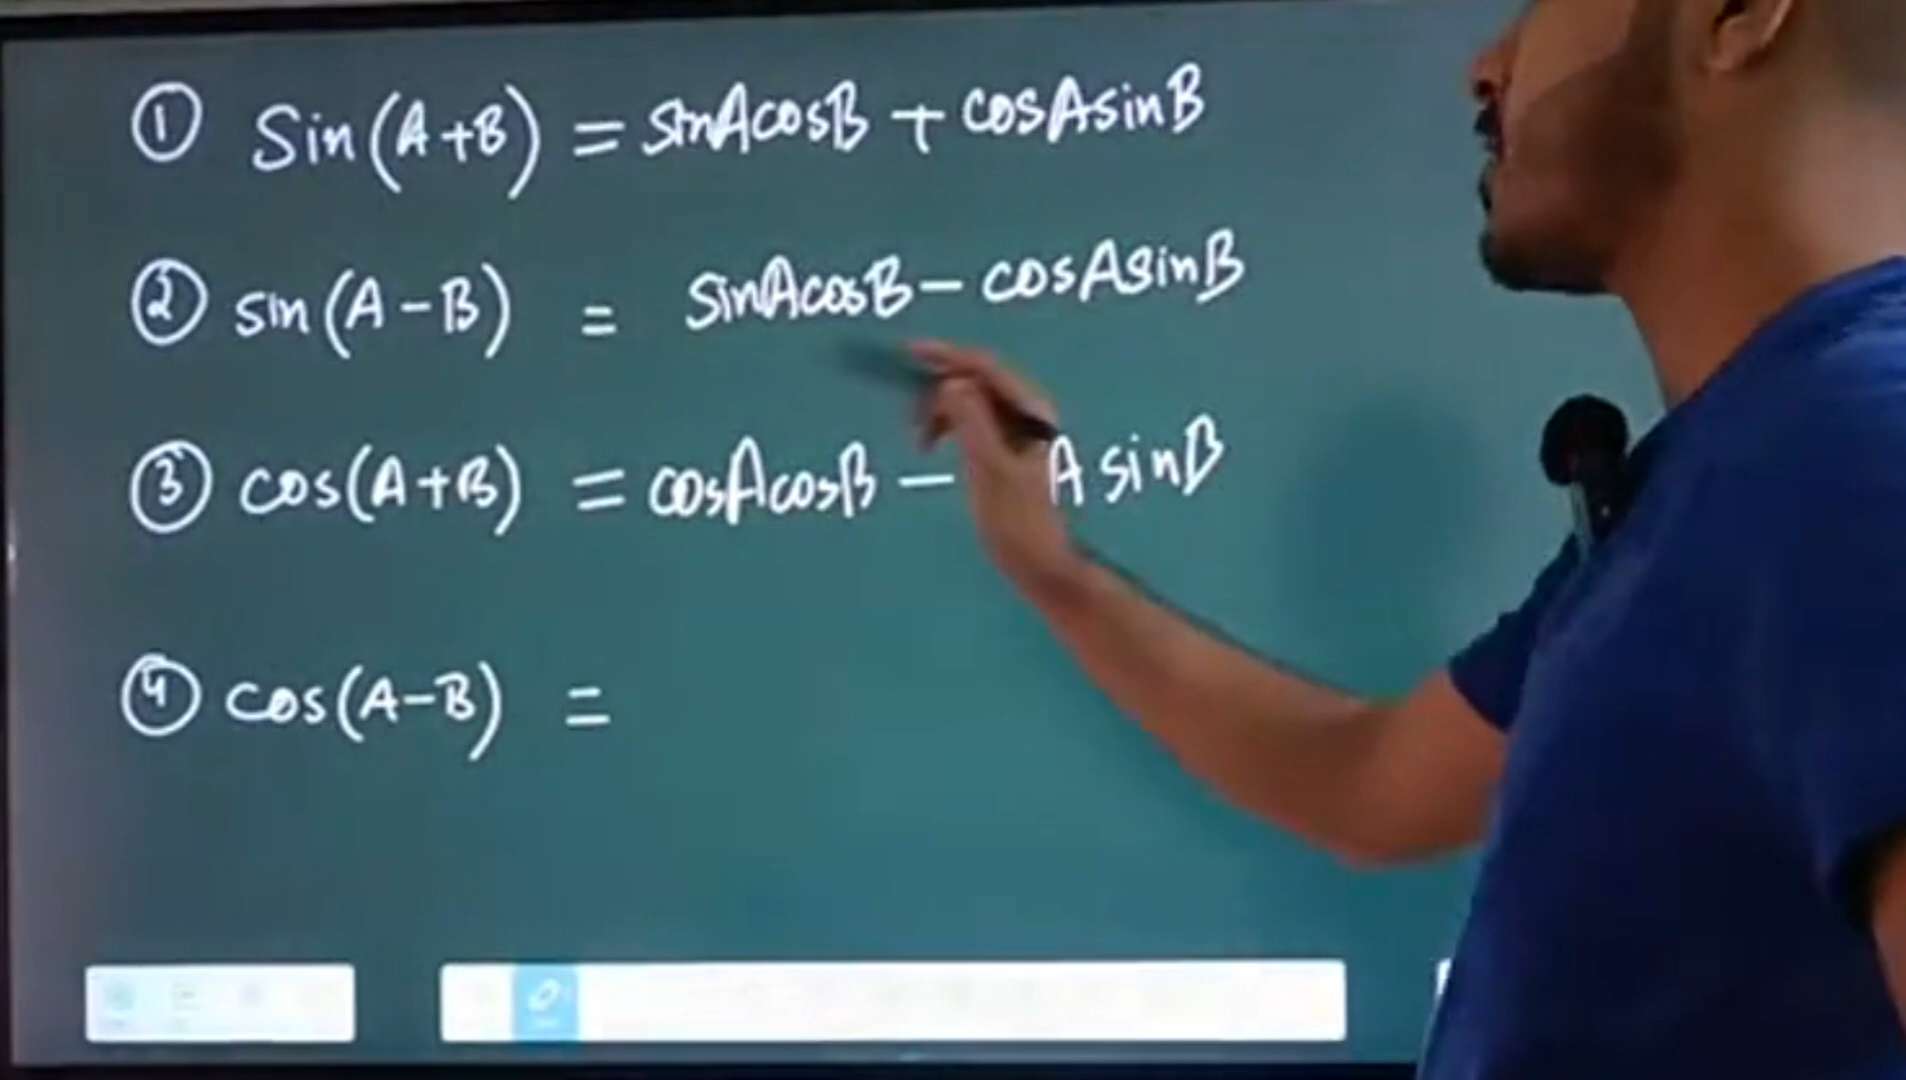 ① Sin(A+B) = sinAcosB + cosAsinB
② sin(A-B) = sinAcosB - cosAsinB
③ cos(A+B) = cosAcosB - A sinB
④ cos(A-B) =